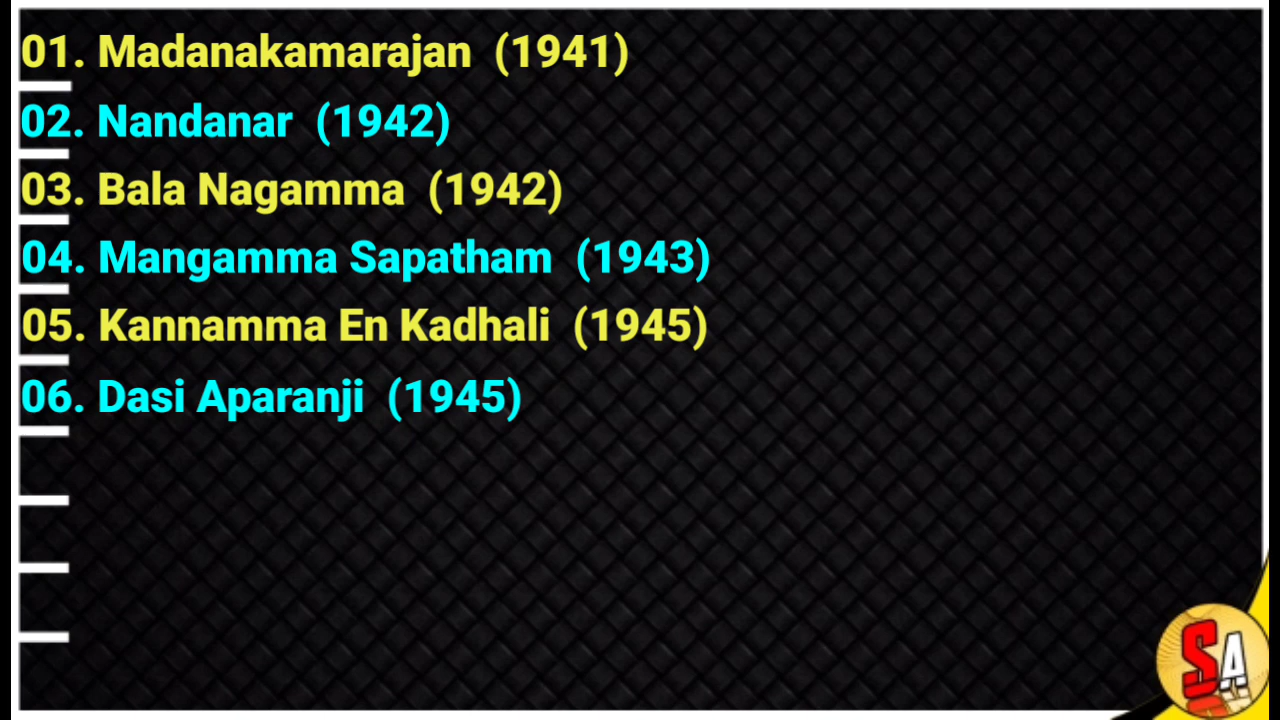 01. Madanakamarajan (1941)
02. Nandanar (1942)
03. Bala Nagamma (1942)
04. Mangamma Sapatham (1943)
05. Kannamma En Kadhali (1945)
06. Dasi Aparanji (1945)
SA